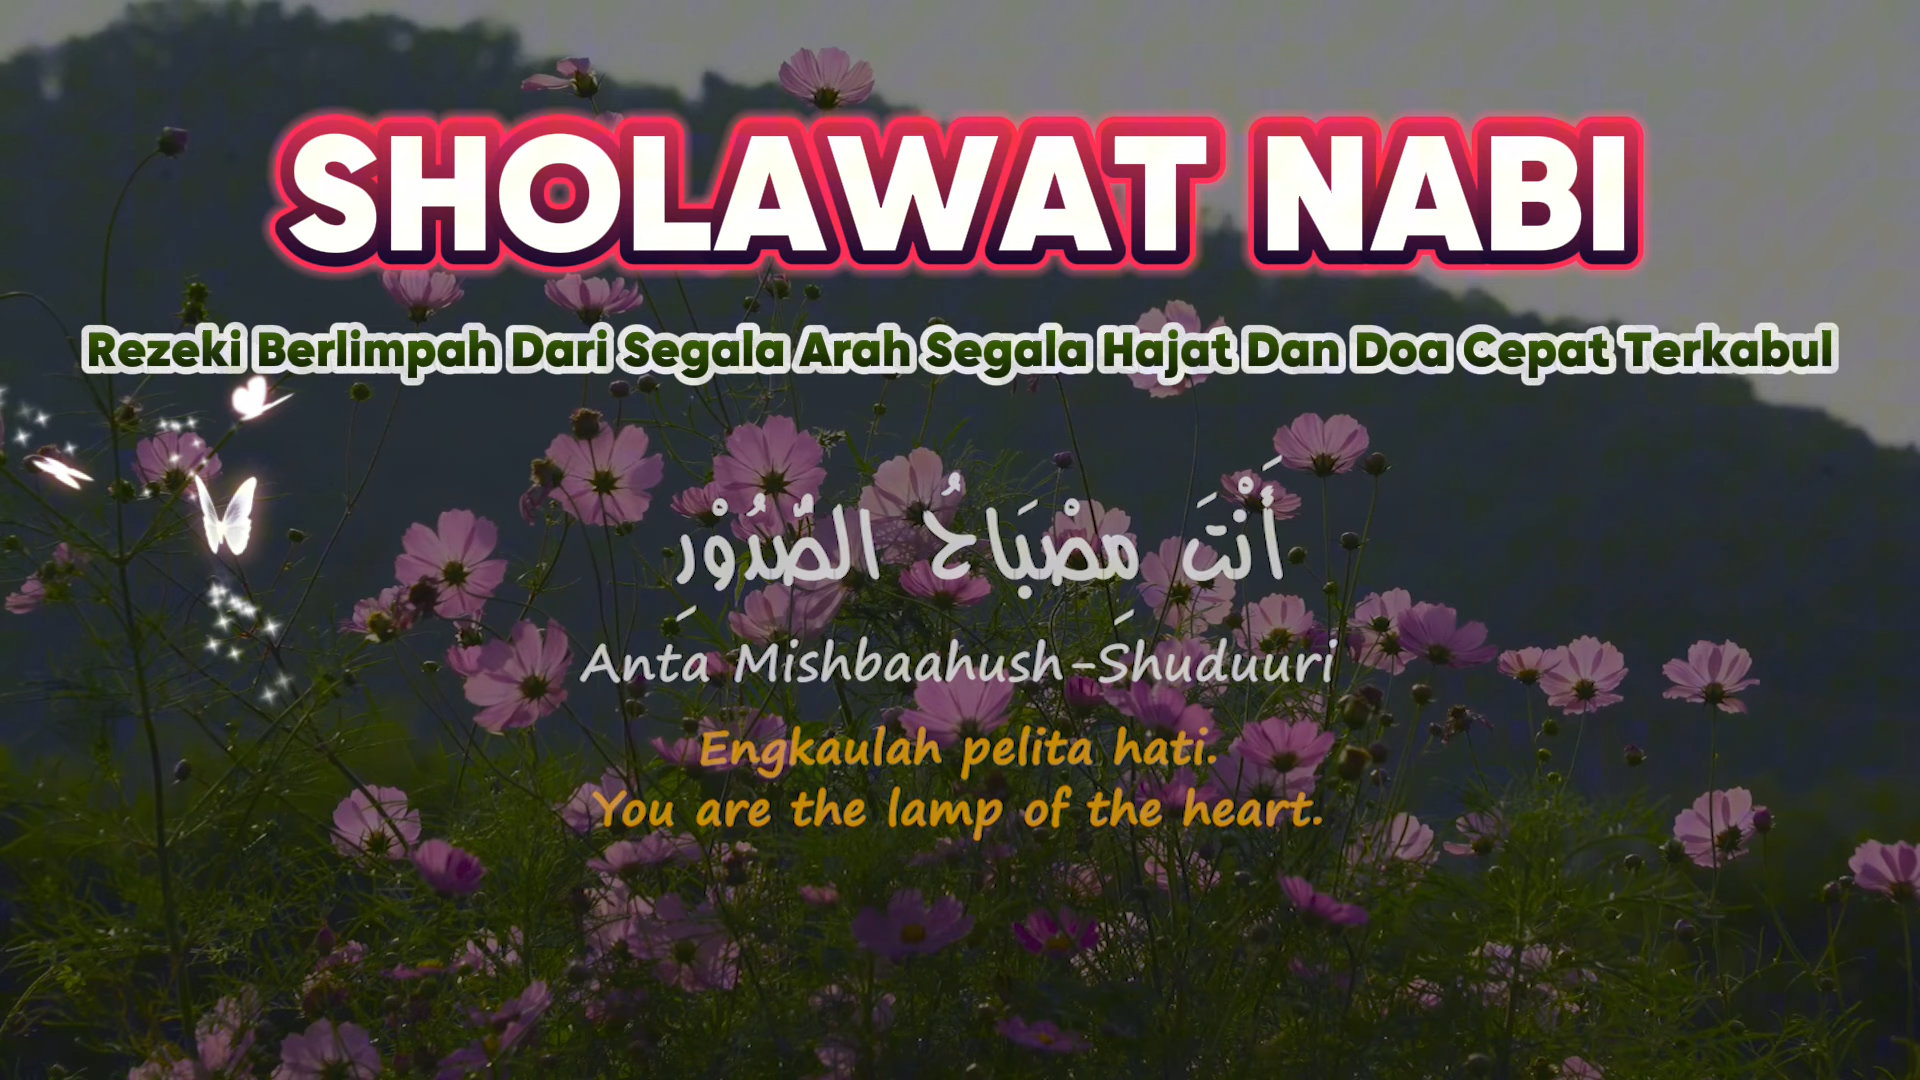 SHOLAWAT NABI
Rezeki Berlimpah Dari Segala Arah Segala Hajat Dan Doa Cepat Terkabul
أَنْتَ مِصْبَاحُ الصُّدُوْرِ
Anta Mishbaahush-Shuduuri
Engkaulah pelita hati.
You are the lamp of the heart.